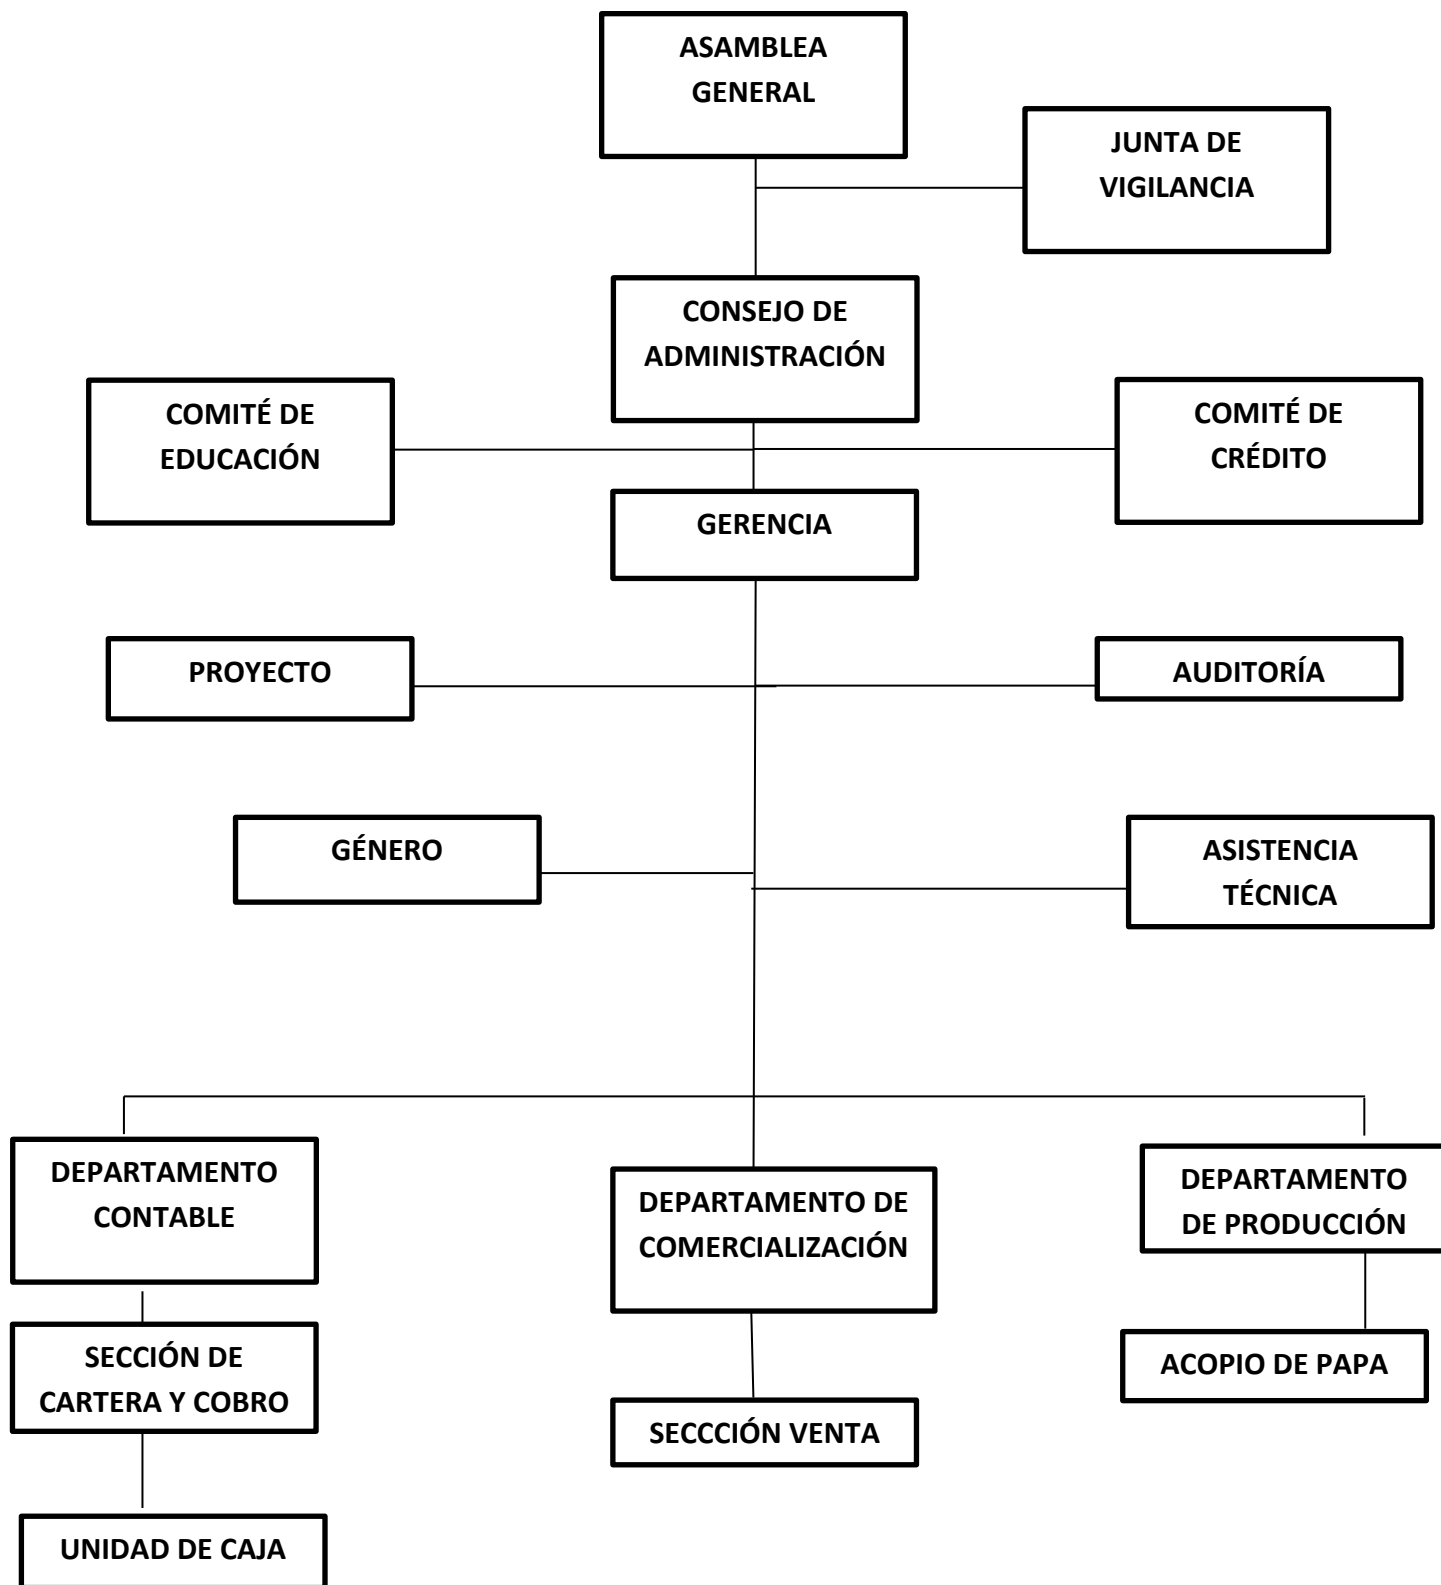 ASAMBLEA
GENERAL
JUNTA DE
VIGILANCIA
CONSEJO DE
ADMINISTRACIÓN
COMITÉ DE
EDUCACIÓN
COMITÉ DE
CRÉDITO
GERENCIA
PROYECTO
AUDITORÍA
GÉNERO
ASISTENCIA
TÉCNICA
DEPARTAMENTO
CONTABLE
DEPARTAMENTO DE
COMERCIALIZACIÓN
DEPARTAMENTO
DE PRODUCCIÓN
SECCIÓN DE
CARTERA Y COBRO
SECCCIÓN VENTA
ACOPIO DE PAPA
UNIDAD DE CAJA